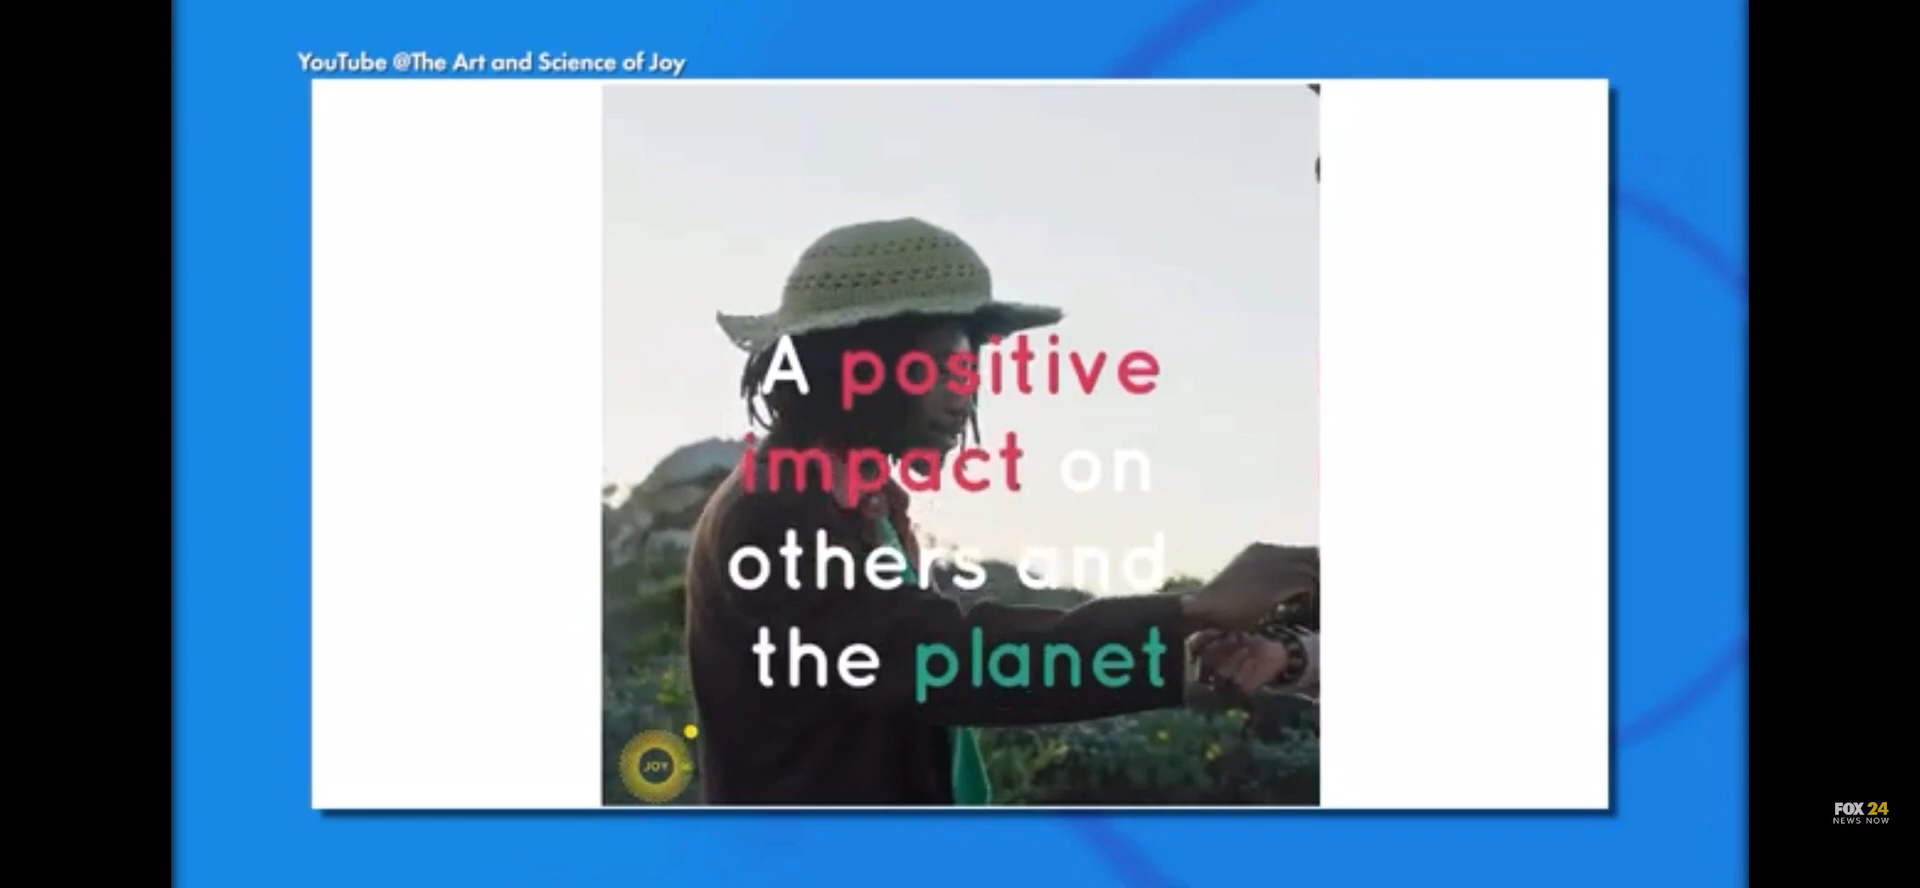 YouTube @The Art and Science of Joy
A positive
impact on
others and
the planet
JOY
FOX 24
NEWS NOW